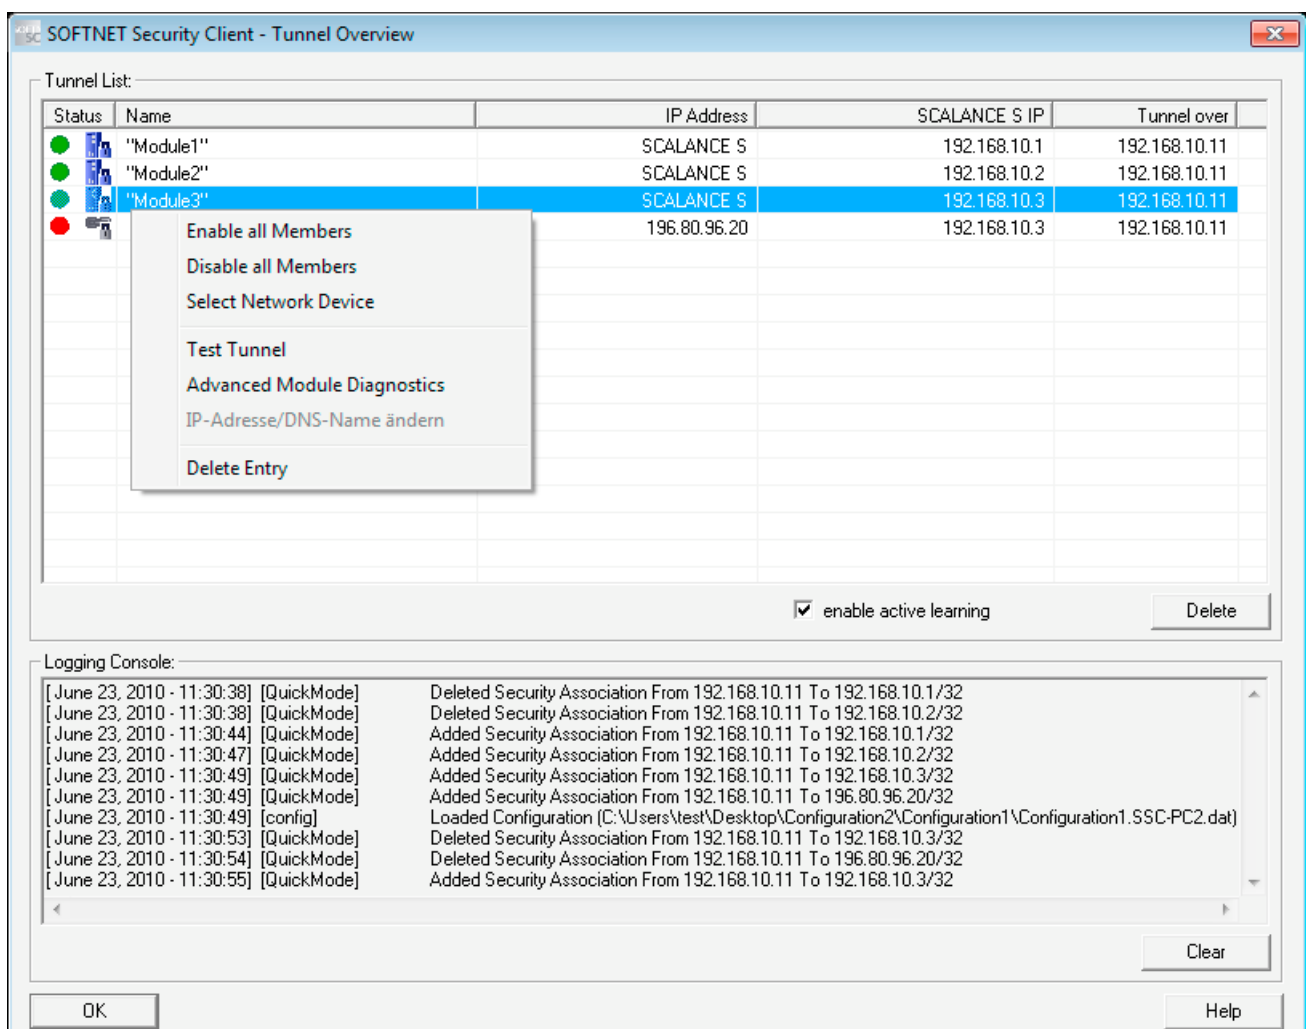 SOFTNET Security Client - Tunnel Overview
Tunnel List:
Status Name IP Address SCALANCE S IP Tunnel over
"Module1" SCALANCE S 192.168.10.1 192.168.10.11
"Module2" SCALANCE S 192.168.10.2 192.168.10.11
"Module3" SCALANCE S 192.168.10.3 192.168.10.11
196.80.96.20 192.168.10.3 192.168.10.11
Enable all Members
Disable all Members
Select Network Device
Test Tunnel
Advanced Module Diagnostics
IP-Adresse/DNS-Name ändern
Delete Entry
enable active learning Delete
Logging Console:
[ June 23, 2010 - 11:30:38] [QuickMode] Deleted Security Association From 192.168.10.11 To 192.168.10.1/32
[ June 23, 2010 - 11:30:38] [QuickMode] Deleted Security Association From 192.168.10.11 To 192.168.10.2/32
[ June 23, 2010 - 11:30:44] [QuickMode] Added Security Association From 192.168.10.11 To 192.168.10.1/32
[ June 23, 2010 - 11:30:47] [QuickMode] Added Security Association From 192.168.10.11 To 192.168.10.2/32
[ June 23, 2010 - 11:30:49] [QuickMode] Added Security Association From 192.168.10.11 To 192.168.10.3/32
[ June 23, 2010 - 11:30:49] [QuickMode] Added Security Association From 192.168.10.11 To 196.80.96.20/32
[ June 23, 2010 - 11:30:49] [config] Loaded Configuration (C:\Users\test\Desktop\Configuration2\Configuration1\Configuration1.SSC-PC2.dat)
[ June 23, 2010 - 11:30:53] [QuickMode] Deleted Security Association From 192.168.10.11 To 192.168.10.3/32
[ June 23, 2010 - 11:30:54] [QuickMode] Deleted Security Association From 192.168.10.11 To 196.80.96.20/32
[ June 23, 2010 - 11:30:55] [QuickMode] Added Security Association From 192.168.10.11 To 192.168.10.3/32
Clear
OK Help